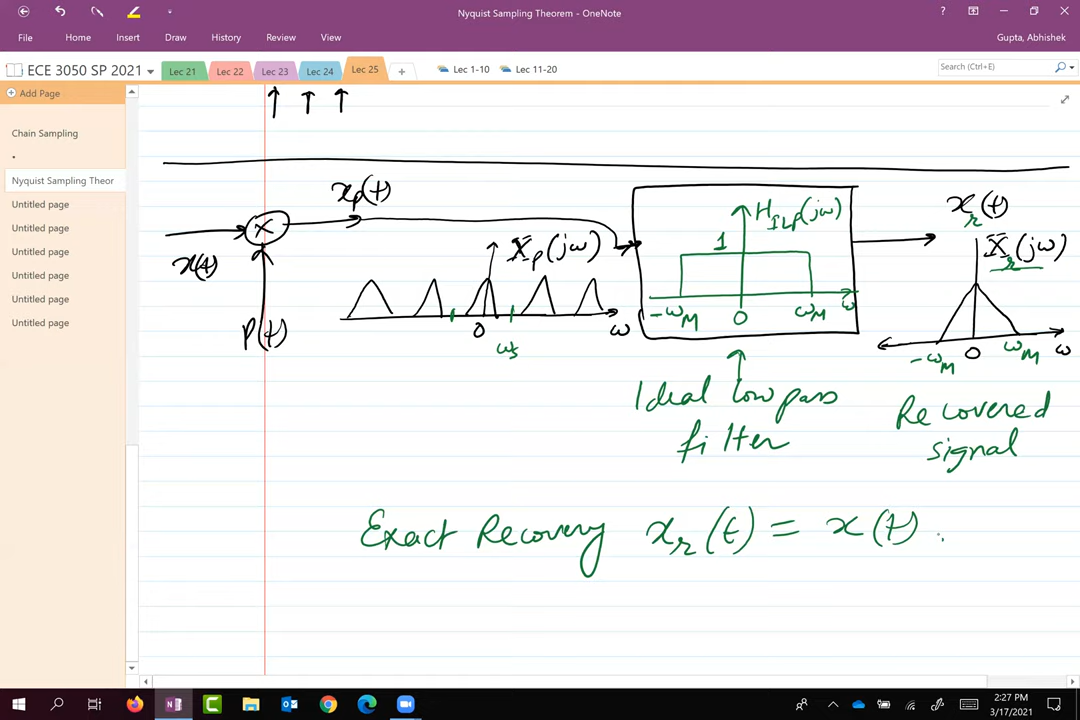 Nyquist Sampling Theorem - OneNote
Gupta, Abhishek
File Home Insert Draw History Review View
ECE 3050 SP 2021 Lec 21 Lec 22 Lec 23 Lec 24 Lec 25 Lec 1-10 Lec 11-20 Search (Ctrl+E)
Add Page
Chain Sampling
Nyquist Sampling Theor
Untitled page
Untitled page
Untitled page
Untitled page
Untitled page
Untitled page
x(t)
×
p(t)
xp(t)
Xp(jω)
0 ω
ωs
H_ILP(jω)
1
-ωM 0 ωM ω
xr(t)
Xr(jω)
-ωM 0 ωM ω
Ideal low pass
filter
Recovered
signal
Exact Recovery xr(t) = x(t).
2:27 PM
3/17/2021